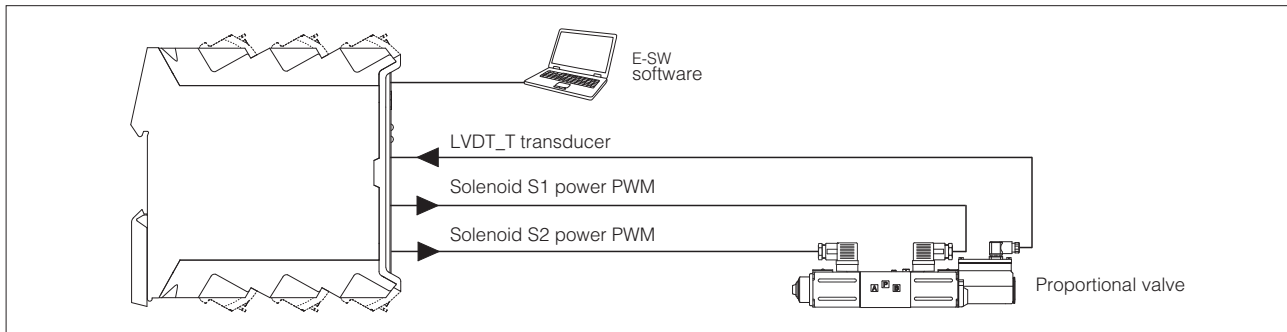 E-SW
software
LVDT_T transducer
Solenoid S1 power PWM
Solenoid S2 power PWM
A P B
Proportional valve